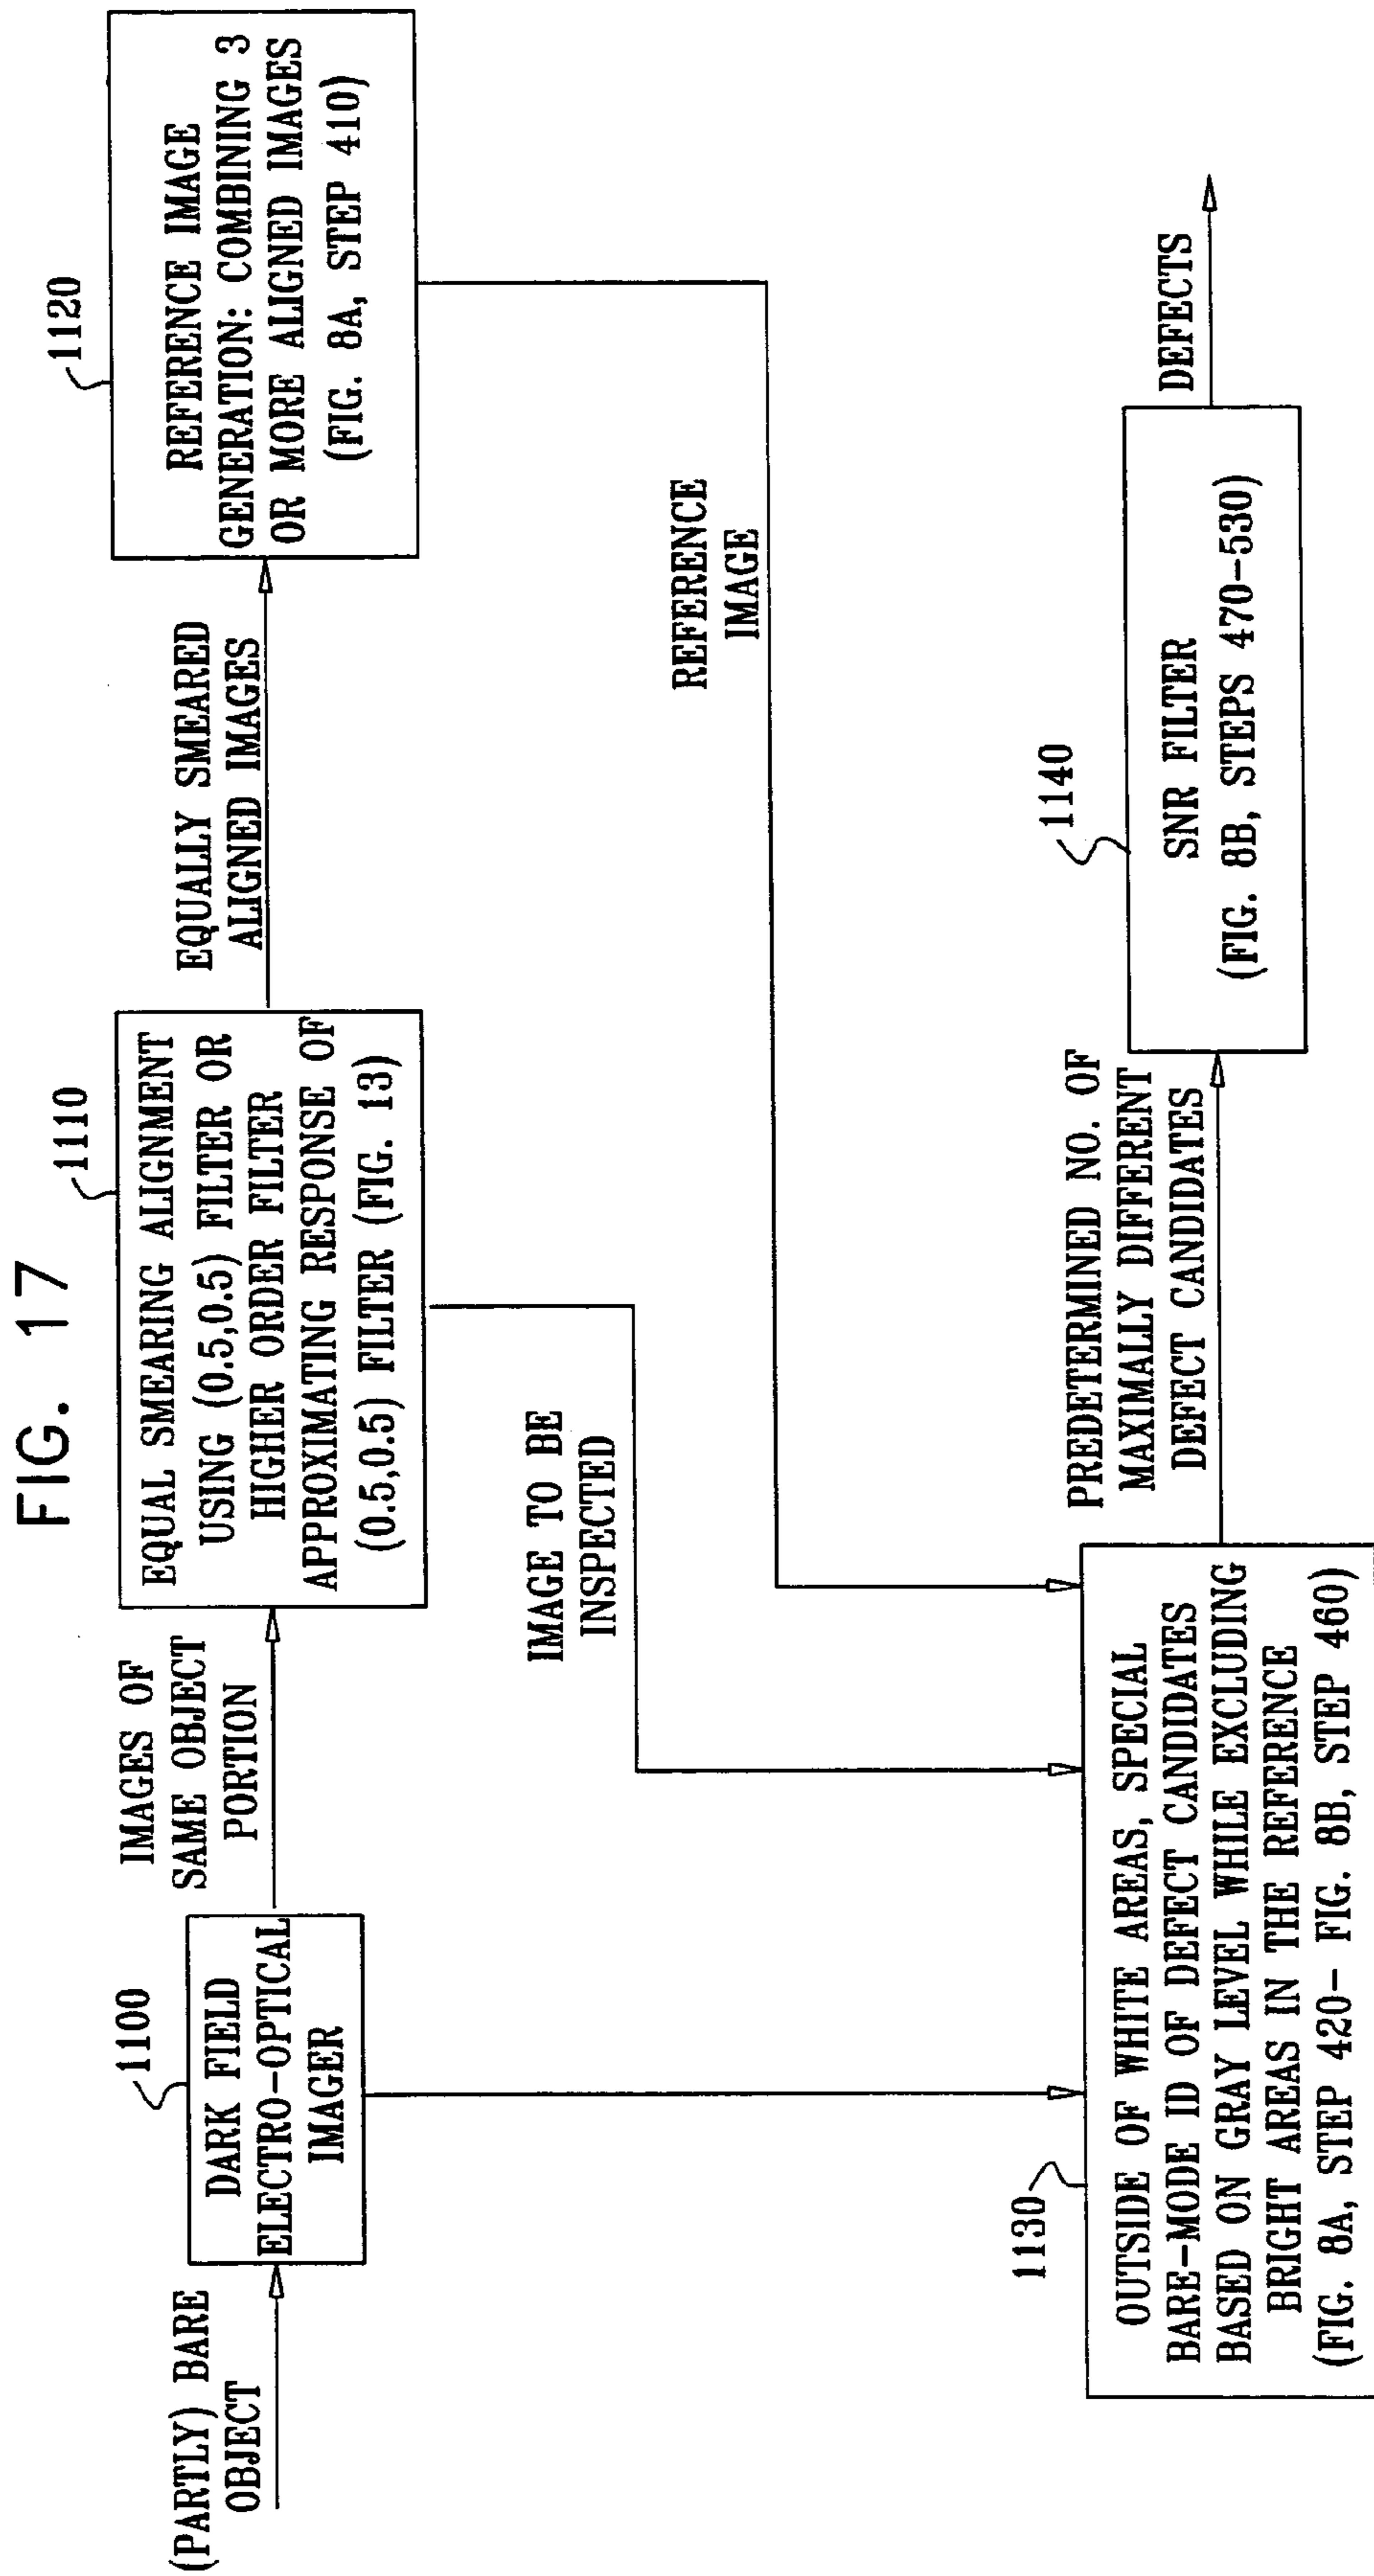 FIG. 17
(PARTLY) BARE
OBJECT
1100
DARK FIELD
ELECTRO-OPTICAL
IMAGER
IMAGES OF
SAME OBJECT
PORTION
1110
EQUAL SMEARING ALIGNMENT
USING (0.5,0.5) FILTER OR
HIGHER ORDER FILTER
APPROXIMATING RESPONSE OF
(0.5,0.5) FILTER (FIG. 13)
EQUALLY SMEARED
ALIGNED IMAGES
1120
REFERENCE IMAGE
GENERATION: COMBINING 3
OR MORE ALIGNED IMAGES
(FIG. 8A, STEP 410)
IMAGE TO BE
INSPECTED
REFERENCE
IMAGE
1130
OUTSIDE OF WHITE AREAS, SPECIAL
BARE-MODE ID OF DEFECT CANDIDATES
BASED ON GRAY LEVEL WHILE EXCLUDING
BRIGHT AREAS IN THE REFERENCE
(FIG. 8A, STEP 420- FIG. 8B, STEP 460)
PREDETERMINED NO. OF
MAXIMALLY DIFFERENT
DEFECT CANDIDATES
1140
SNR FILTER
(FIG. 8B, STEPS 470-530)
DEFECTS